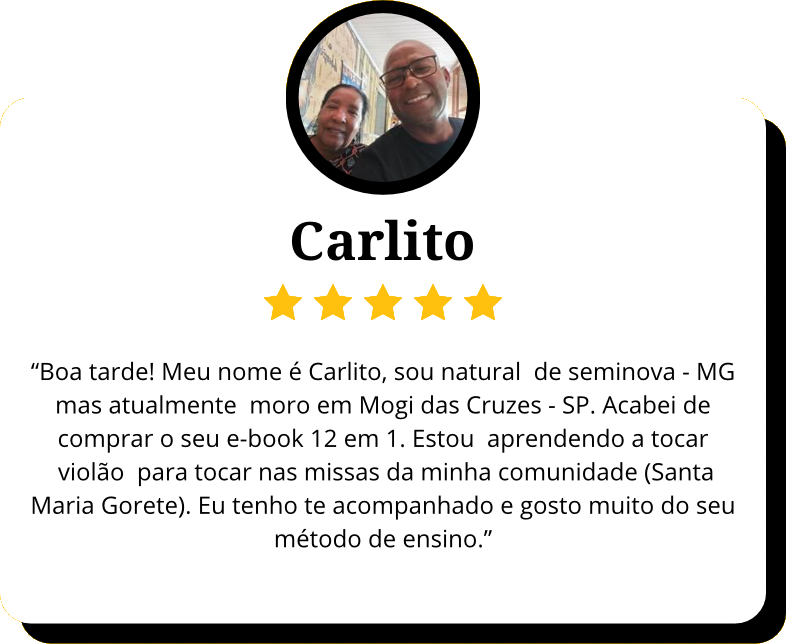 Carlito
“Boa tarde! Meu nome é Carlito, sou natural de seminova - MG
mas atualmente moro em Mogi das Cruzes - SP. Acabei de
comprar o seu e-book 12 em 1. Estou aprendendo a tocar
violão para tocar nas missas da minha comunidade (Santa
Maria Gorete). Eu tenho te acompanhado e gosto muito do seu
método de ensino.”